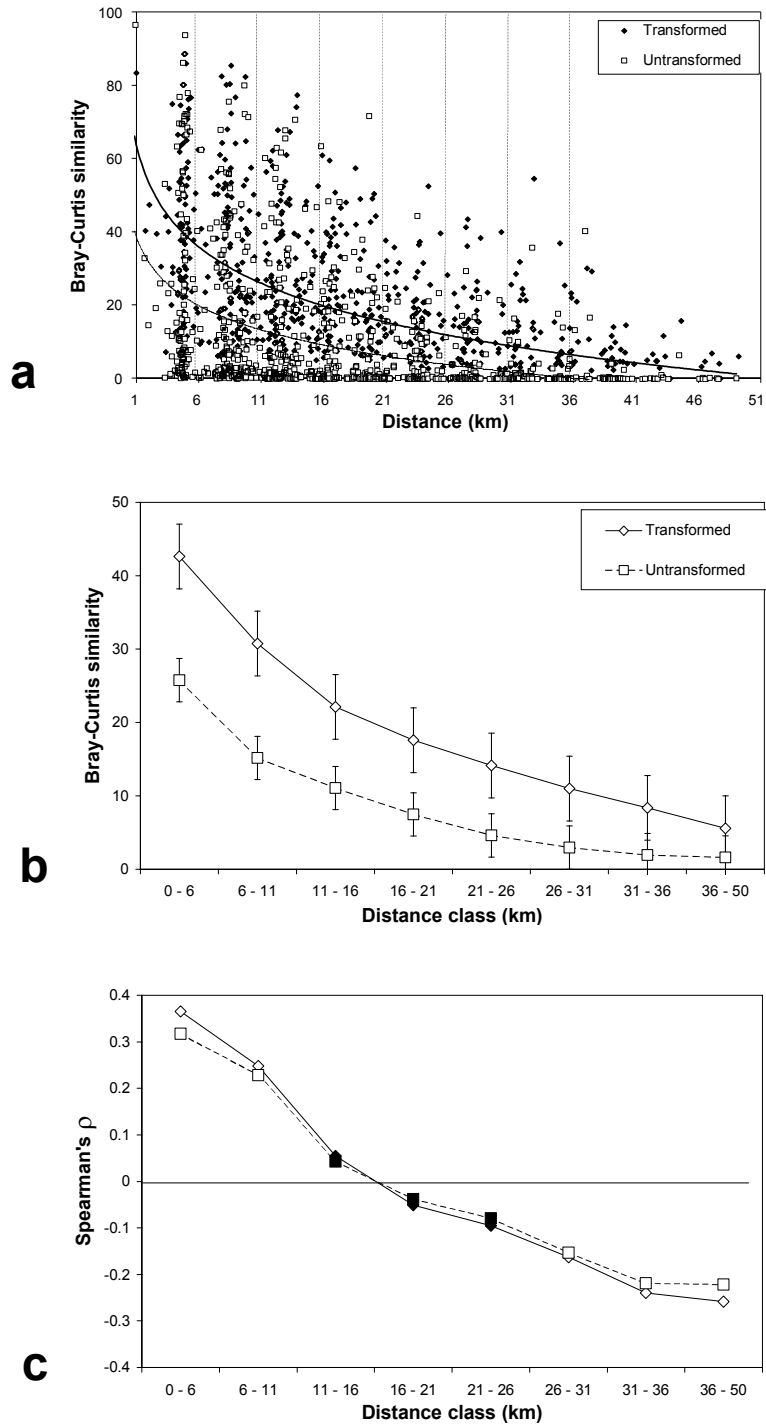 100
80
60
40
20
0
Bray-Curtis similarity
Transformed
Untransformed
1 6 11 16 21 26 31 36 41 46 51
Distance (km)
a
50
40
30
20
10
0
Bray-Curtis similarity
Transformed
Untransformed
0 - 6 6 - 11 11 - 16 16 - 21 21 - 26 26 - 31 31 - 36 36 - 50
Distance class (km)
b
0.4
0.3
0.2
0.1
0
-0.1
-0.2
-0.3
-0.4
Spearman's ρ
0 - 6 6 - 11 11 - 16 16 - 21 21 - 26 26 - 31 31 - 36 36 - 50
Distance class (km)
c